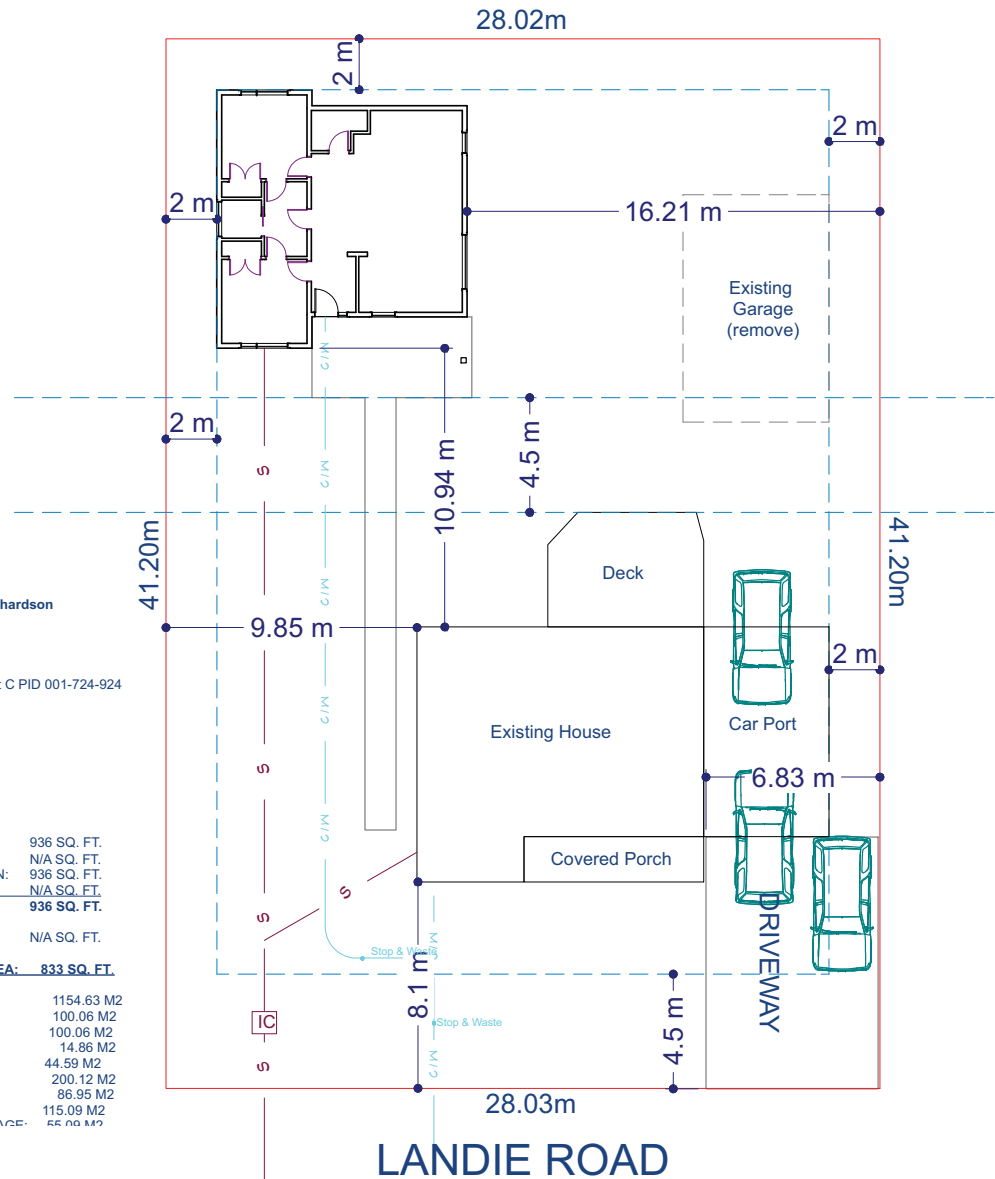 28.02m
2 m
2 m
2 m
16.21 m
Existing
Garage
(remove)
2 m
4.5 m
10.94 m
41.20m
41.20m
Deck
9.85 m
2 m
hardson
C PID 001-724-924
Existing House
Car Port
6.83 m
Covered Porch
DRIVEWAY
936 SQ. FT.
N/A SQ. FT.
N: 936 SQ. FT.
N/A SQ. FT.
936 SQ. FT.
N/A SQ. FT.
EA: 833 SQ. FT.
1154.63 M2
100.06 M2
100.06 M2
14.86 M2
44.59 M2
200.12 M2
86.95 M2
115.09 M2
AGE: 55.09 M2
S
S
S
S
S
Stop & Waste
Stop & Waste
8.1 m
4.5 m
IC
28.03m
LANDIE ROAD